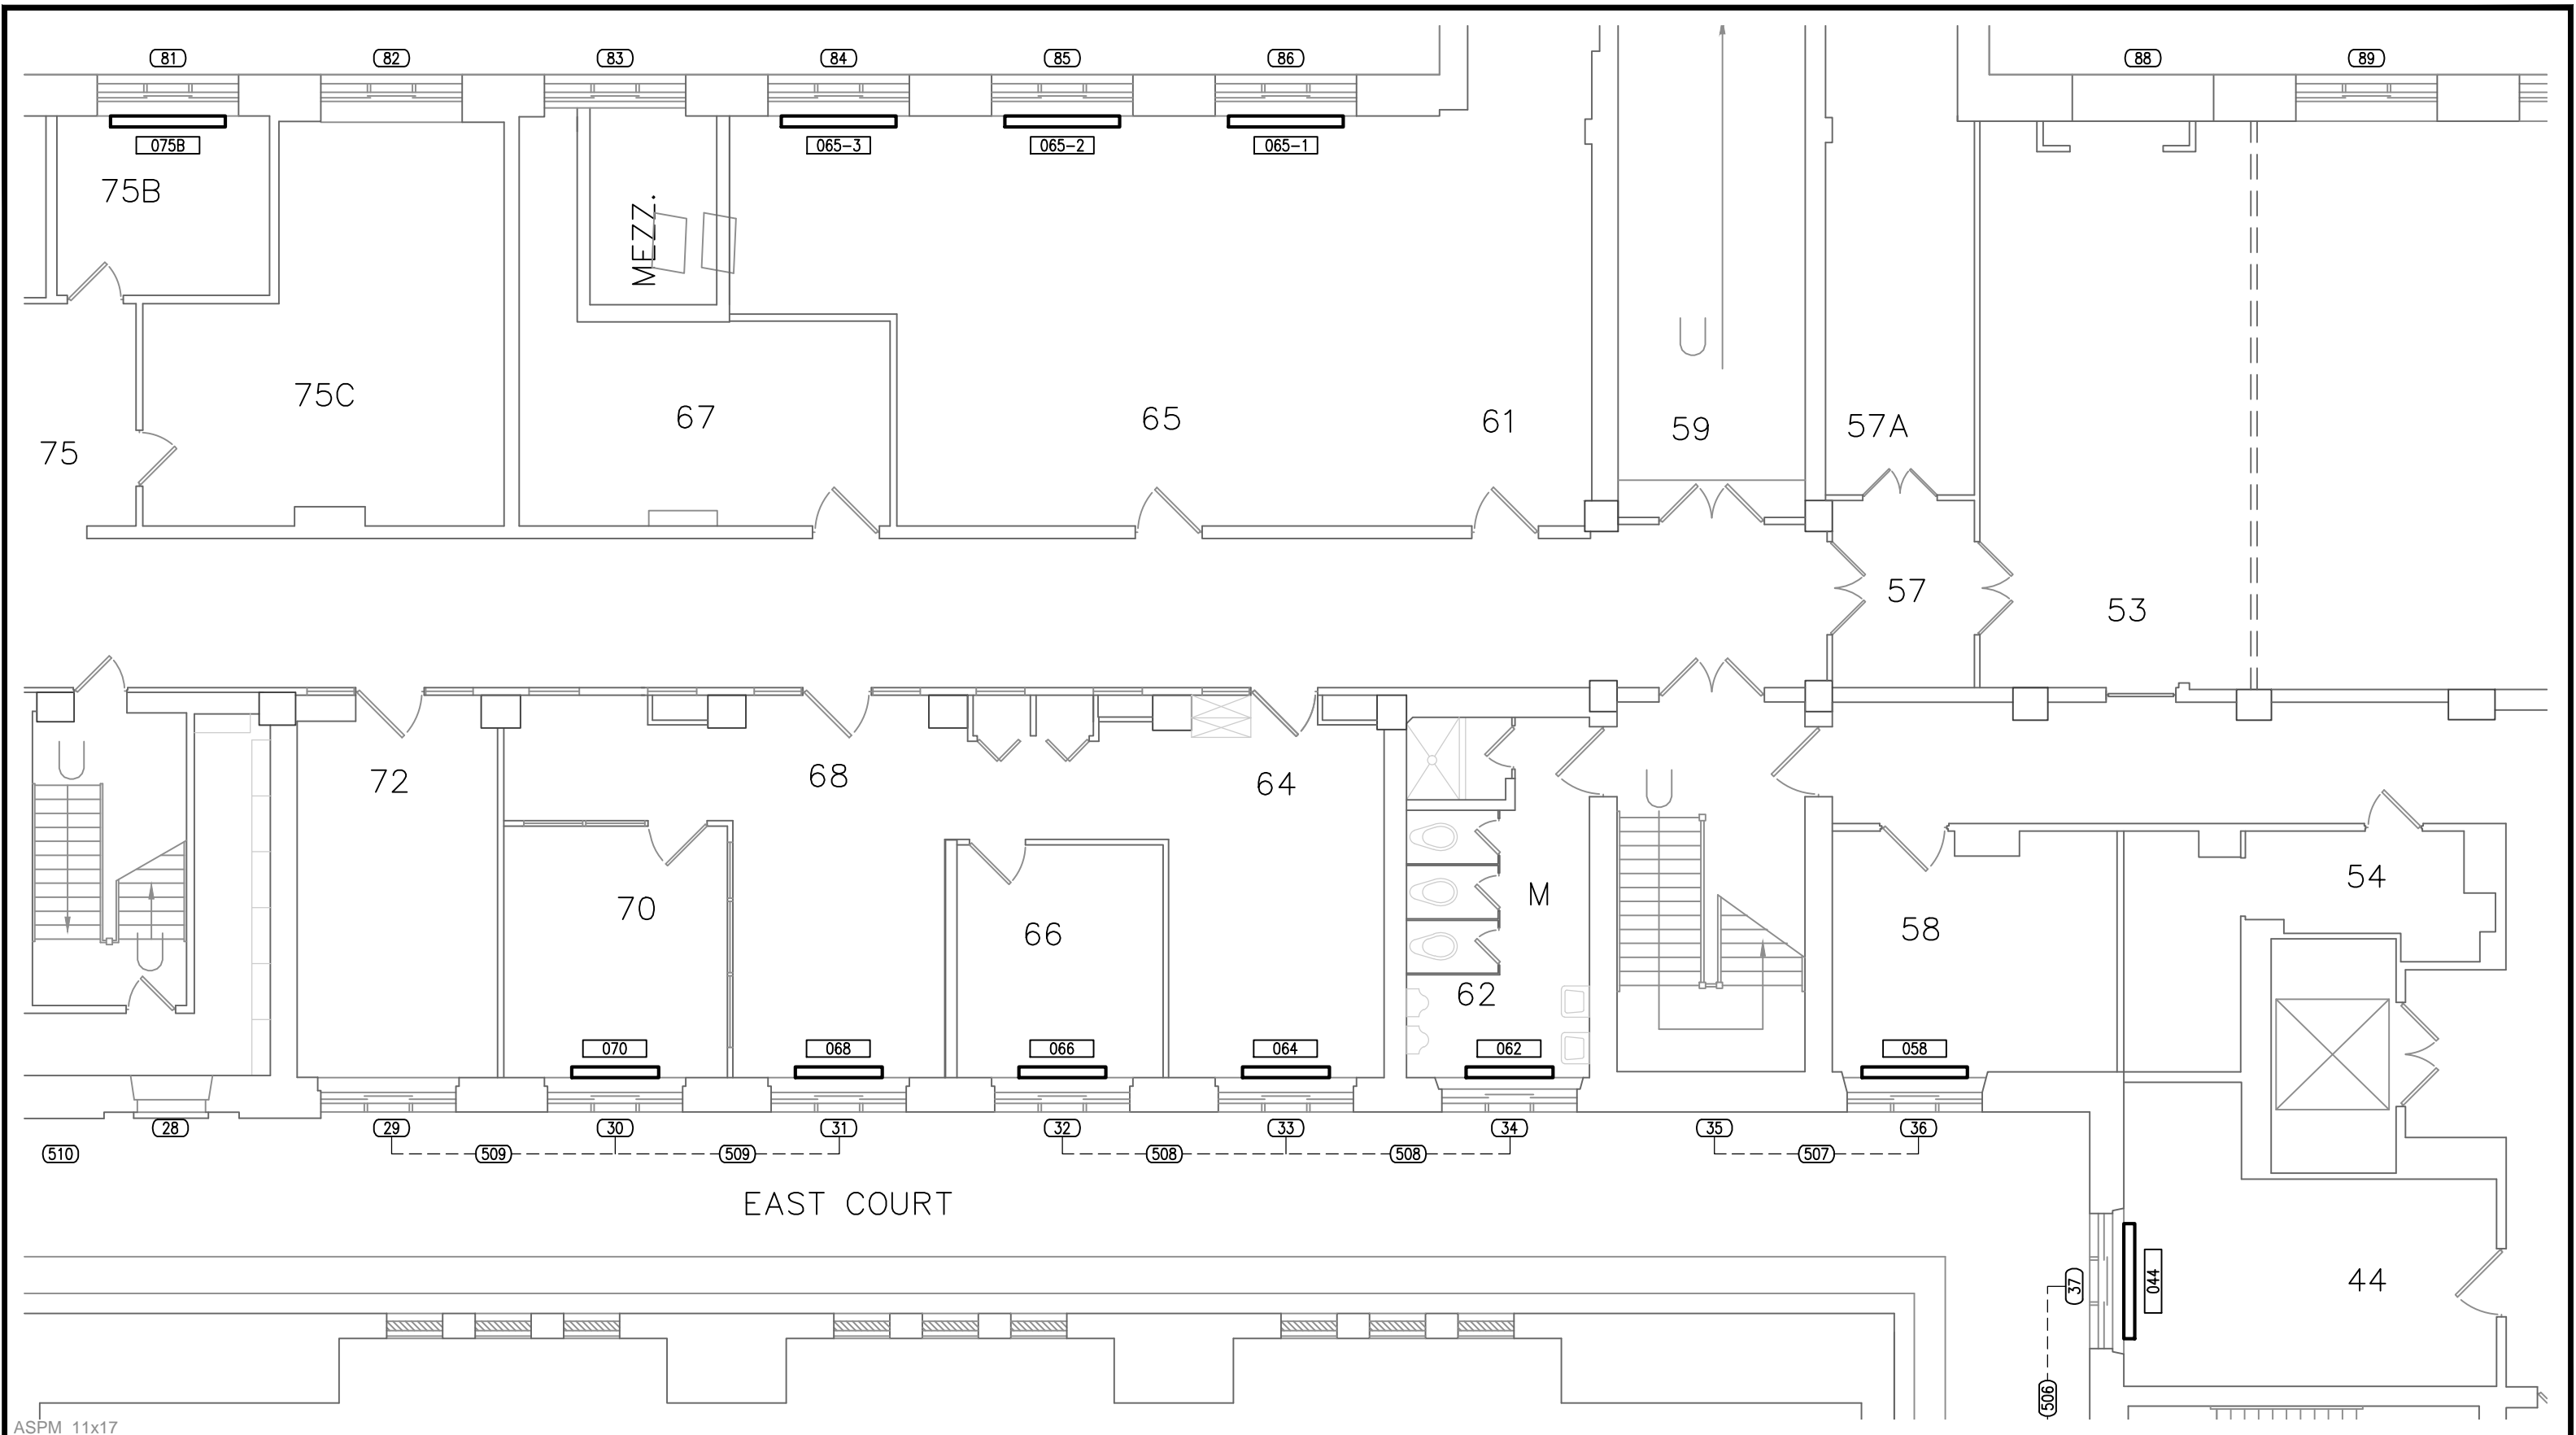 81 82 83 84 85 86 88 89
075B 065-3 065-2 065-1
75B
MEZZ.
75C 67 65 61 59 57A
75
57 53
72 68 64
70 66 M 58 54
62
070 068 066 064 062 058
28 29 30 31 32 33 34 35 36
510 509 509 508 508 507
EAST COURT
37 044 44
506
ASPM 11x17